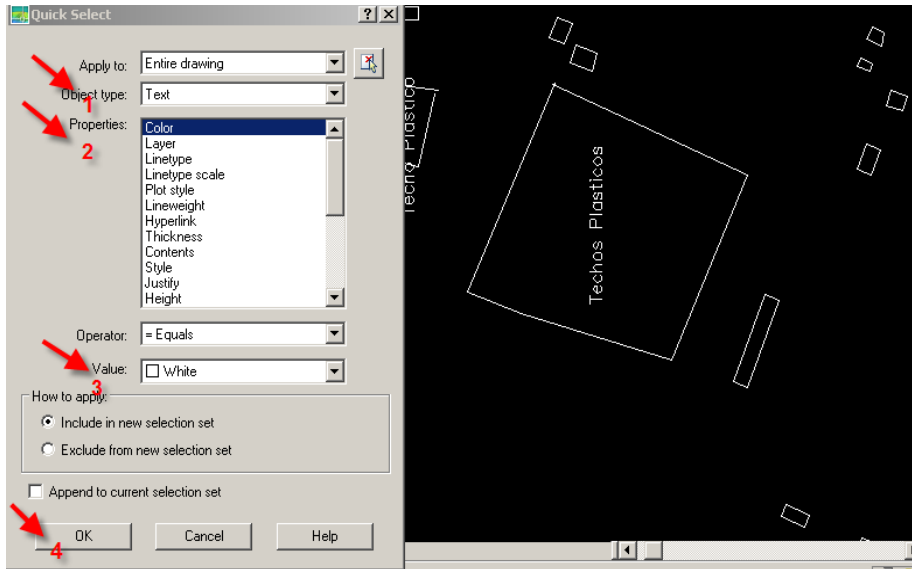 Quick Select
Apply to: Entire drawing
Object type: Text
1
Properties:
2
Color
Layer
Linetype
Linetype scale
Plot style
Lineweight
Hyperlink
Thickness
Contents
Style
Justify
Height
Operator: = Equals
Value: White
3
How to apply:
Include in new selection set
Exclude from new selection set
Append to current selection set
OK Cancel Help
4
Techo Plastico
Techos Plasticos